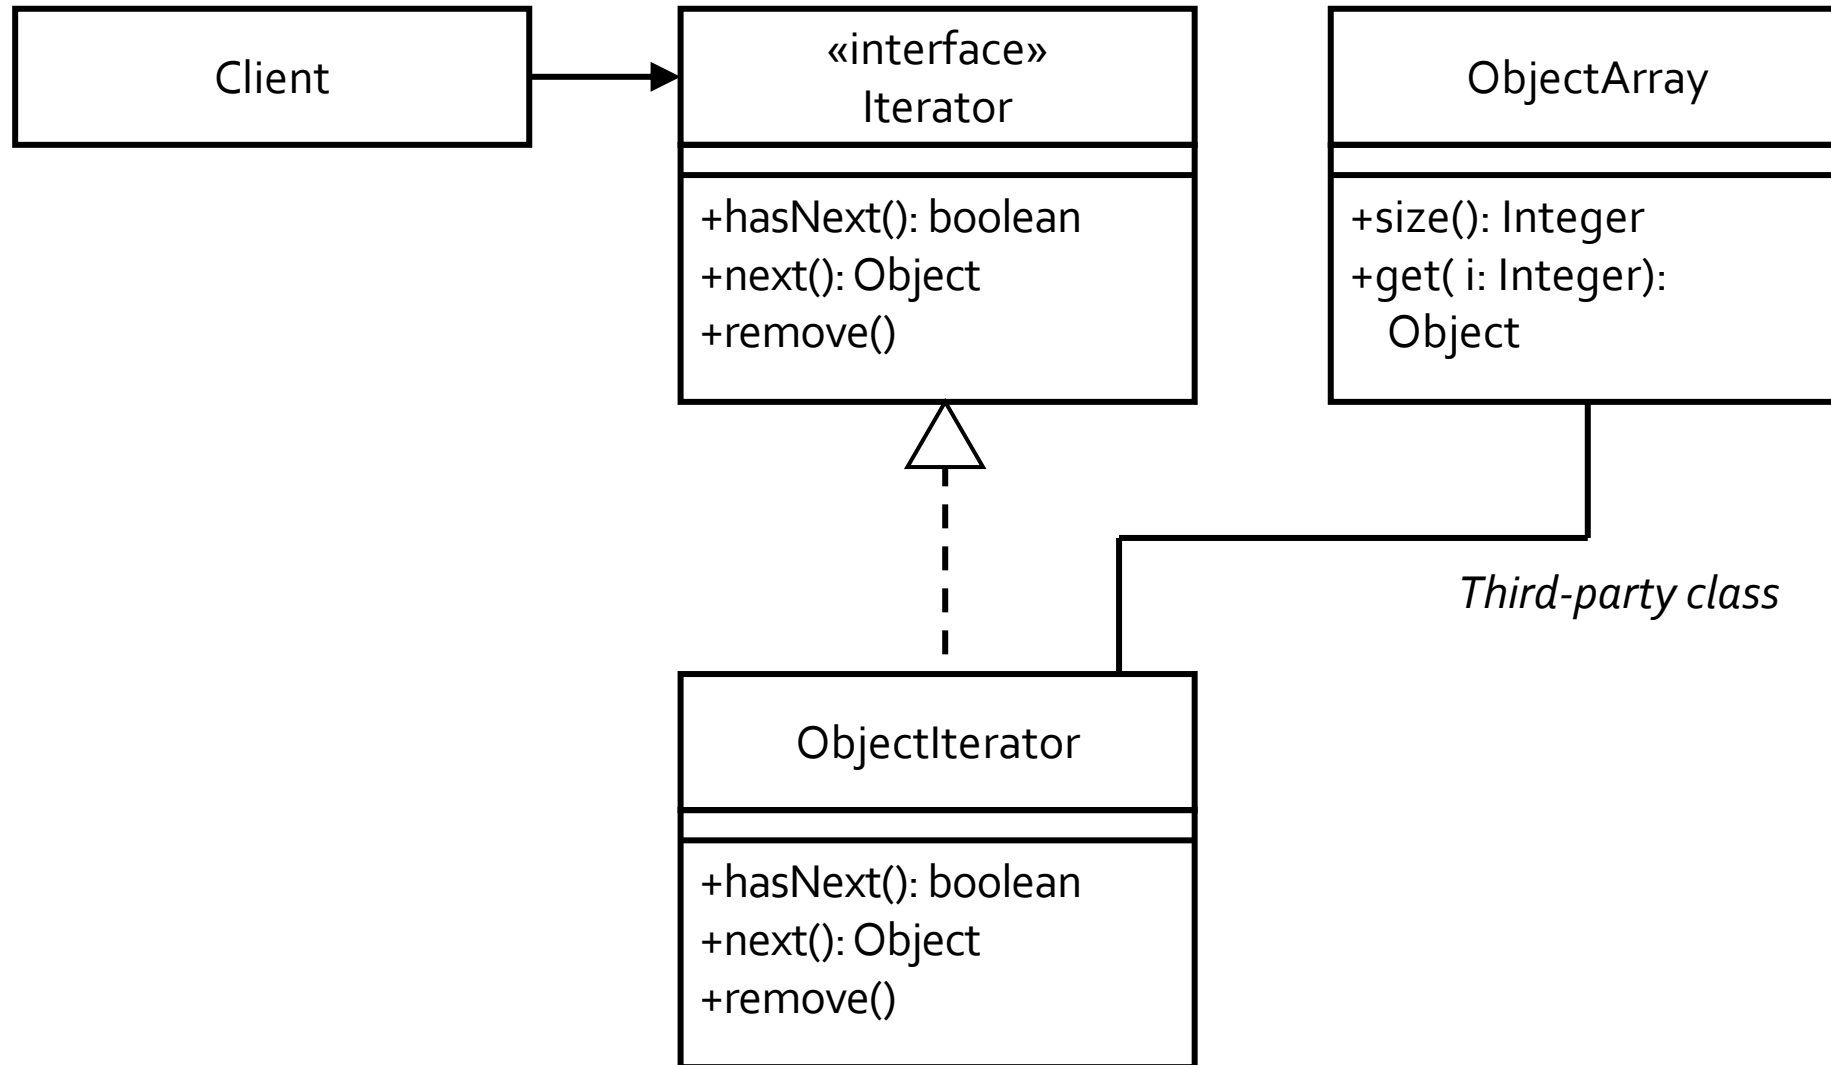 Client
«interface»
Iterator
+hasNext(): boolean
+next(): Object
+remove()
ObjectArray
+size(): Integer
+get( i: Integer):
Object
Third-party class
ObjectIterator
+hasNext(): boolean
+next(): Object
+remove()